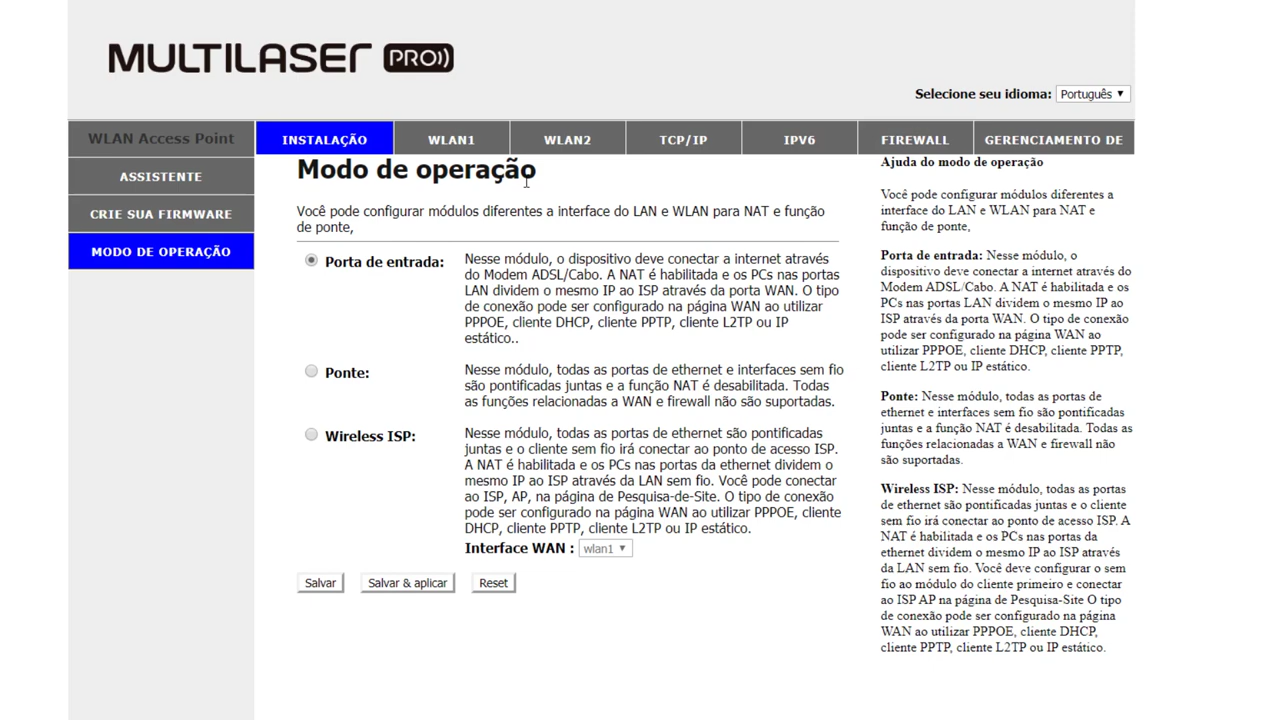 MULTILASER PRO
Selecione seu idioma: Português
WLAN Access Point
INSTALAÇÃO
WLAN1
WLAN2
TCP/IP
IPV6
FIREWALL
GERENCIAMENTO DE
ASSISTENTE
CRIE SUA FIRMWARE
MODO DE OPERAÇÃO
Modo de operação
Você pode configurar módulos diferentes a interface do LAN e WLAN para NAT e função
de ponte,
Porta de entrada:
Nesse módulo, o dispositivo deve conectar a internet através
do Modem ADSL/Cabo. A NAT é habilitada e os PCs nas portas
LAN dividem o mesmo IP ao ISP através da porta WAN. O tipo
de conexão pode ser configurado na página WAN ao utilizar
PPPOE, cliente DHCP, cliente PPTP, cliente L2TP ou IP
estático..
Ponte:
Nesse módulo, todas as portas de ethernet e interfaces sem fio
são pontificadas juntas e a função NAT é desabilitada. Todas
as funções relacionadas a WAN e firewall não são suportadas.
Wireless ISP:
Nesse módulo, todas as portas de ethernet são pontificadas
juntas e o cliente sem fio irá conectar ao ponto de acesso ISP.
A NAT é habilitada e os PCs nas portas da ethernet dividem o
mesmo IP ao ISP através da LAN sem fio. Você pode conectar
ao ISP, AP, na página de Pesquisa-de-Site. O tipo de conexão
pode ser configurado na página WAN ao utilizar PPPOE, cliente
DHCP, cliente PPTP, cliente L2TP ou IP estático.
Interface WAN : wlan1
Salvar
Salvar & aplicar
Reset
Ajuda do modo de operação
Você pode configurar módulos diferentes a
interface do LAN e WLAN para NAT e
função de ponte,
Porta de entrada: Nesse módulo, o
dispositivo deve conectar a internet através do
Modem ADSL/Cabo. A NAT é habilitada e os
PCs nas portas LAN dividem o mesmo IP ao
ISP através da porta WAN. O tipo de conexão
pode ser configurado na página WAN ao
utilizar PPPOE, cliente DHCP, cliente PPTP,
cliente L2TP ou IP estático.
Ponte: Nesse módulo, todas as portas de
ethernet e interfaces sem fio são pontificadas
juntas e a função NAT é desabilitada. Todas as
funções relacionadas a WAN e firewall não
são suportadas.
Wireless ISP: Nesse módulo, todas as portas
de ethernet são pontificadas juntas e o cliente
sem fio irá conectar ao ponto de acesso ISP. A
NAT é habilitada e os PCs nas portas da
ethernet dividem o mesmo IP ao ISP através
da LAN sem fio. Você deve configurar o sem
fio ao módulo do cliente primeiro e conectar
ao ISP AP na página de Pesquisa-Site O tipo
de conexão pode ser configurado na página
WAN ao utilizar PPPOE, cliente DHCP,
cliente PPTP, cliente L2TP ou IP estático.